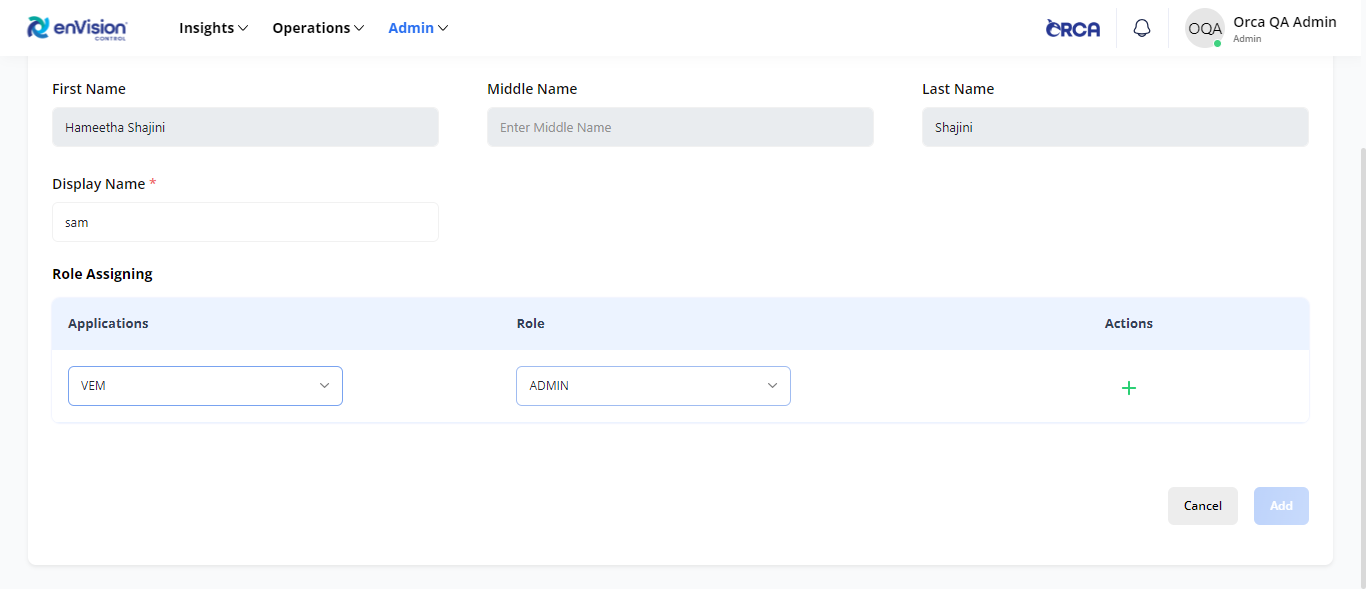 enVision CONTROL Insights Operations Admin ORCA OQA Orca QA Admin Admin
First Name Middle Name Last Name
Hameetha Shajini Enter Middle Name Shajini
Display Name *
sam
Role Assigning
Applications Role Actions
VEM ADMIN
Cancel Add